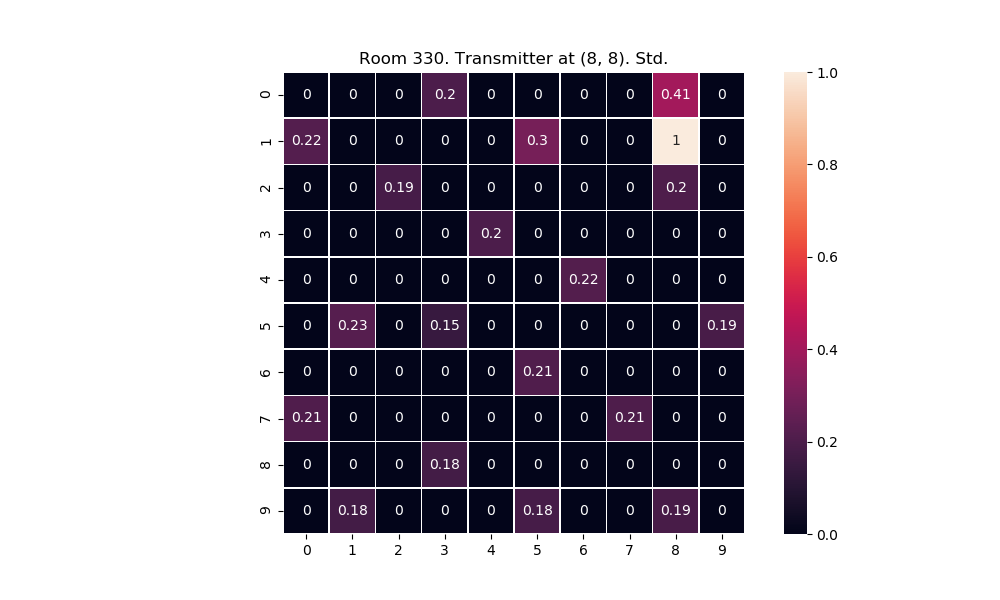 Room 330. Transmitter at (8, 8). Std.
0 0 0 0 0.2 0 0 0 0 0.41 0
1 0.22 0 0 0 0 0.3 0 0 1 0
2 0 0 0.19 0 0 0 0 0 0.2 0
3 0 0 0 0 0.2 0 0 0 0 0
4 0 0 0 0 0 0 0.22 0 0 0
5 0 0.23 0 0.15 0 0 0 0 0 0.19
6 0 0 0 0 0 0.21 0 0 0 0
7 0.21 0 0 0 0 0 0 0.21 0 0
8 0 0 0 0.18 0 0 0 0 0 0
9 0 0.18 0 0 0 0.18 0 0 0.19 0
0 1 2 3 4 5 6 7 8 9
1.0
0.8
0.6
0.4
0.2
0.0